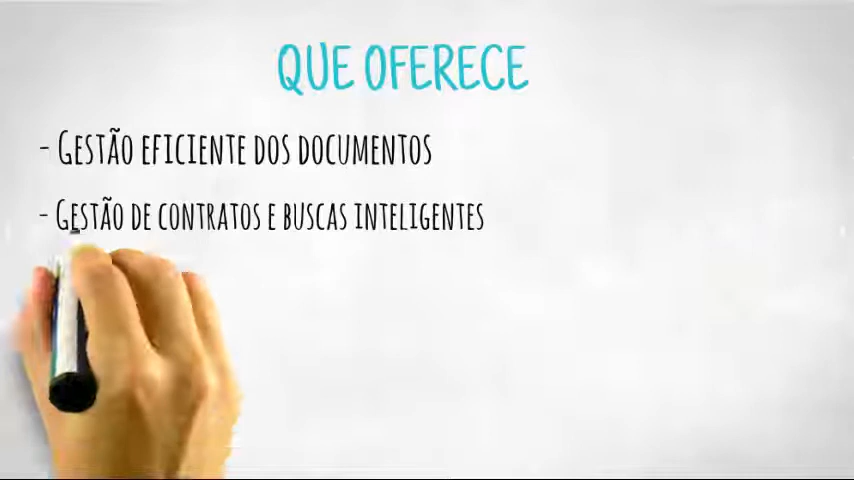 QUE OFERECE
- GESTÃO EFICIENTE DOS DOCUMENTOS
- GESTÃO DE CONTRATOS E BUSCAS INTELIGENTES